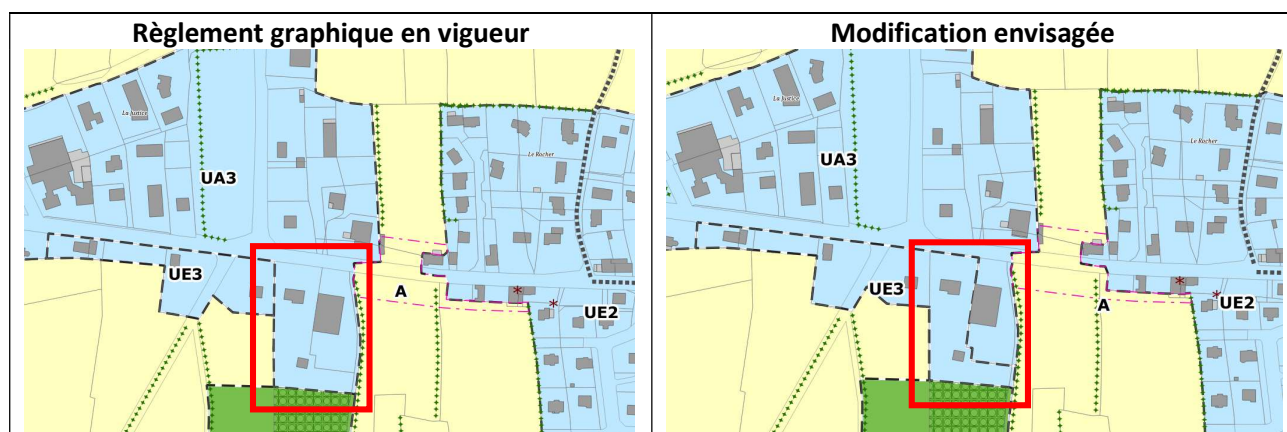 Règlement graphique en vigueur
La Justice
Le Rocher
UA3
UE3
A
UE2
Modification envisagée
La Justice
Le Rocher
UA3
UE3
A
UE2